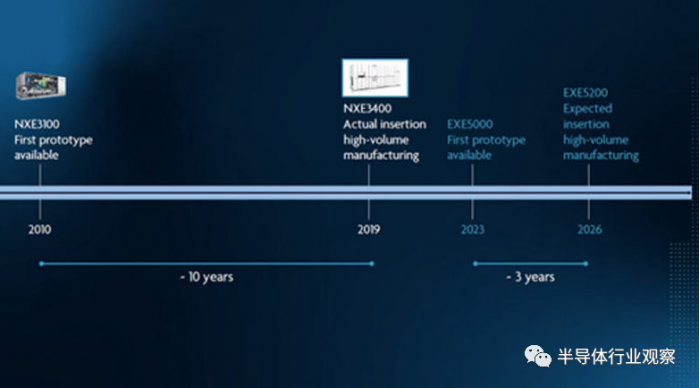 NXE3100
First prototype
available
NXE3400
Actual insertion
high-volume
manufacturing
EXE5000
First prototype
available
EXE5200
Expected
insertion
high-volume
manufacturing
2010
2019
2023
2026
~ 10 years
~ 3 years
半导体行业观察